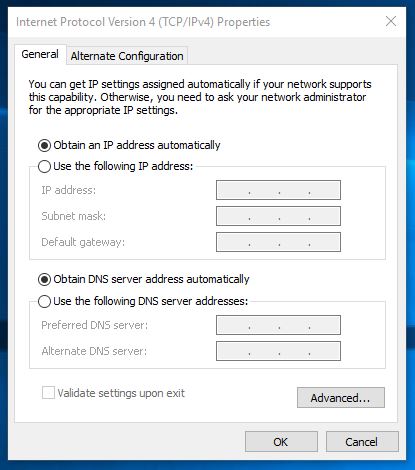 Internet Protocol Version 4 (TCP/IPv4) Properties
General
Alternate Configuration
You can get IP settings assigned automatically if your network supports
this capability. Otherwise, you need to ask your network administrator
for the appropriate IP settings.
Obtain an IP address automatically
Use the following IP address:
IP address:
Subnet mask:
Default gateway:
Obtain DNS server address automatically
Use the following DNS server addresses:
Preferred DNS server:
Alternate DNS server:
Validate settings upon exit
Advanced...
OK
Cancel